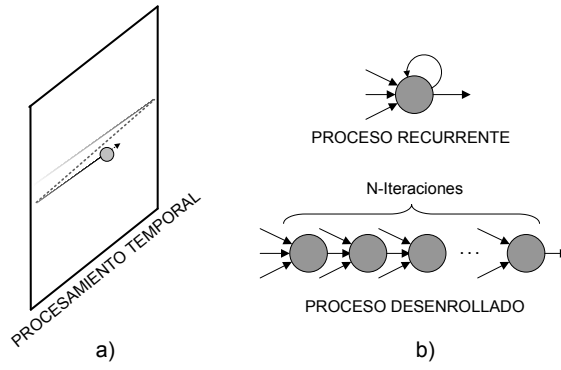 PROCESAMIENTO TEMPORAL
a)
PROCESO RECURRENTE
N-Iteraciones
...
PROCESO DESENROLLADO
b)